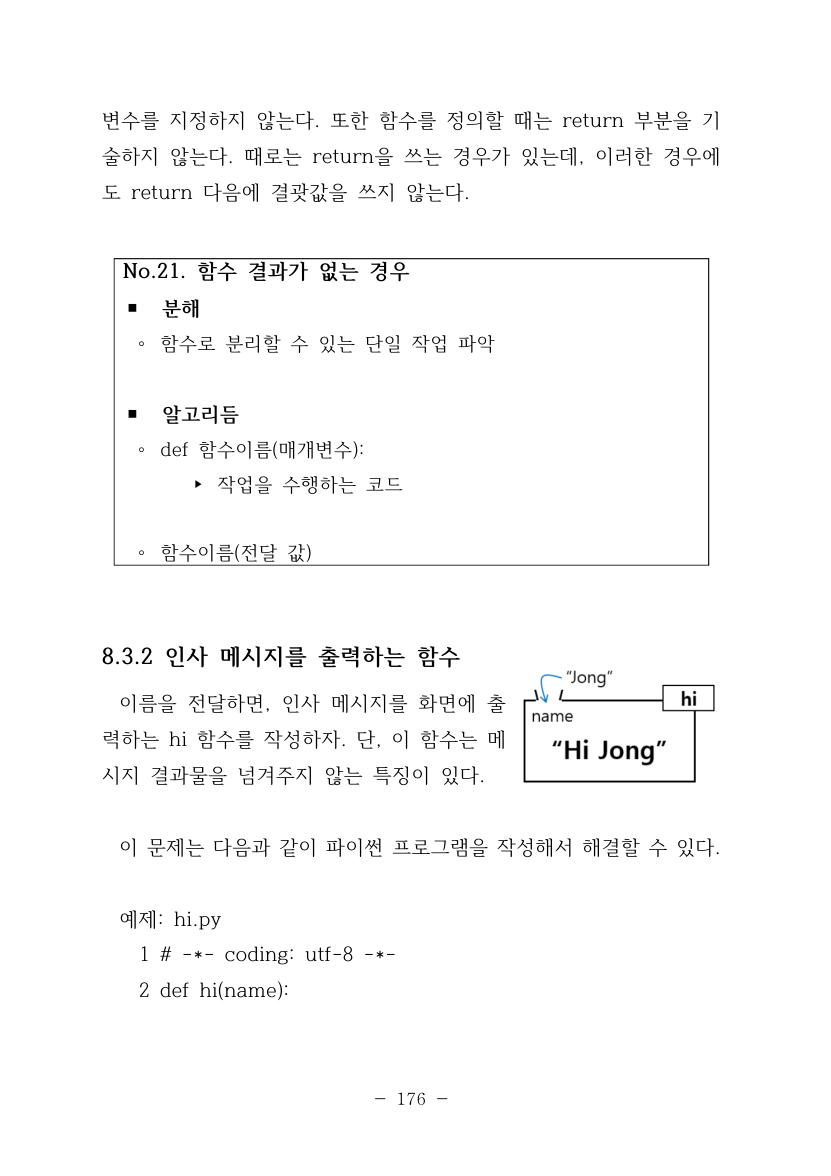 변수를 지정하지 않는다. 또한 함수를 정의할 때는 return 부분을 기
술하지 않는다. 때로는 return을 쓰는 경우가 있는데, 이러한 경우에
도 return 다음에 결괏값을 쓰지 않는다.
No.21. 함수 결과가 없는 경우
▪ 분해
◦ 함수로 분리할 수 있는 단일 작업 파악
▪ 알고리듬
◦ def 함수이름(매개변수):
▸ 작업을 수행하는 코드
◦ 함수이름(전달 값)
8.3.2 인사 메시지를 출력하는 함수
이름을 전달하면, 인사 메시지를 화면에 출
력하는 hi 함수를 작성하자. 단, 이 함수는 메
시지 결과물을 넘겨주지 않는 특징이 있다.
“Jong”
hi
name
“Hi Jong”
이 문제는 다음과 같이 파이썬 프로그램을 작성해서 해결할 수 있다.
예제: hi.py
1 # -*- coding: utf-8 -*-
2 def hi(name):
- 176 -